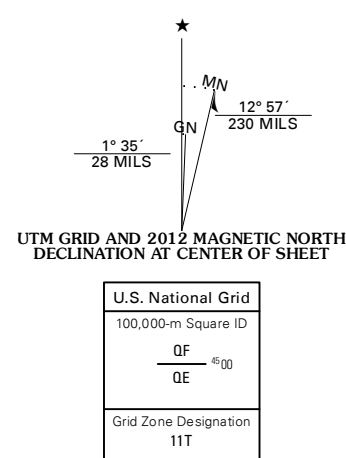 ★
MN
12° 57´
230 MILS
GN
1° 35´
28 MILS
UTM GRID AND 2012 MAGNETIC NORTH
DECLINATION AT CENTER OF SHEET
U.S. National Grid
100,000-m Square ID
QF
4500
QE
Grid Zone Designation
11T